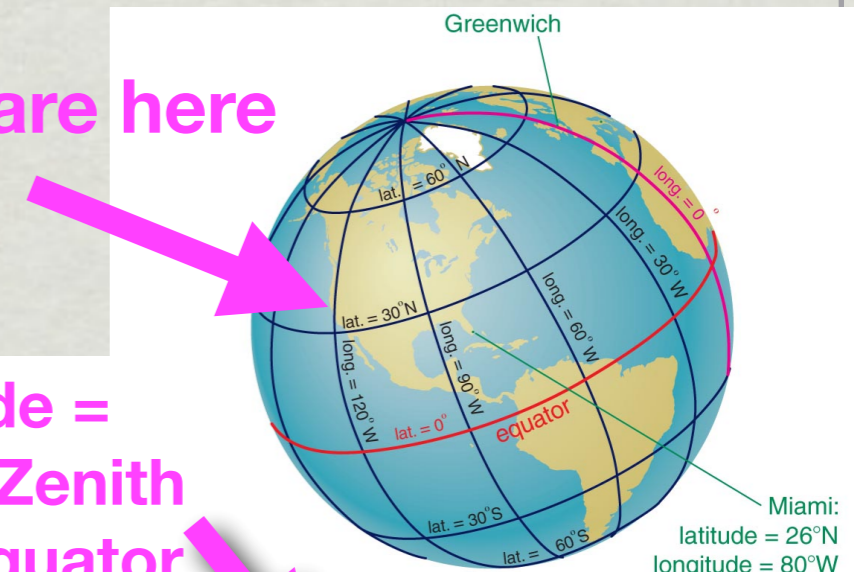 Greenwich
are here
lat. = 60° N
long. = 0°
long. = 30° W
lat. = 30°N
long. = 60° W
long. = 90° W
long. = 120° W
de =
lat. = 0°
equator
Zenith
quator
lat. = 30°S
lat. = 60°S
Miami:
latitude = 26°N
longitude = 80°W